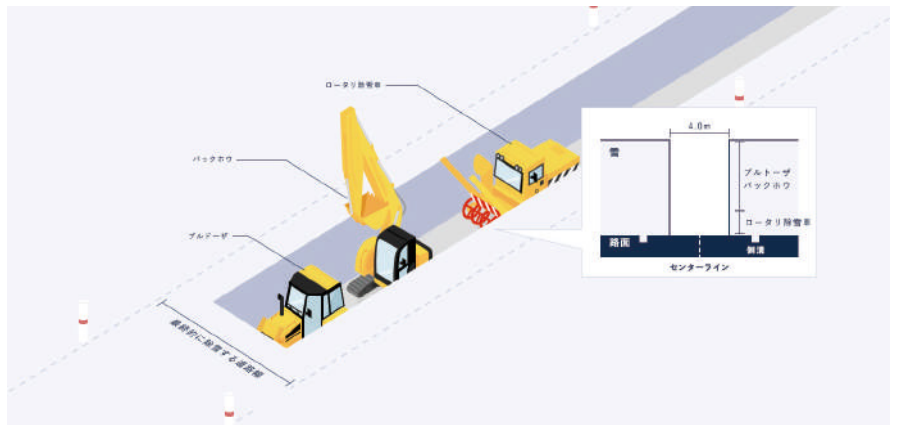 ロータリ除雪車
バックホウ
ブルドーザ
最終的に除雪する道路幅
4.0m
雪
ブルトーザ
バックホウ
ロータリ除雪車
路面
側溝
センターライン